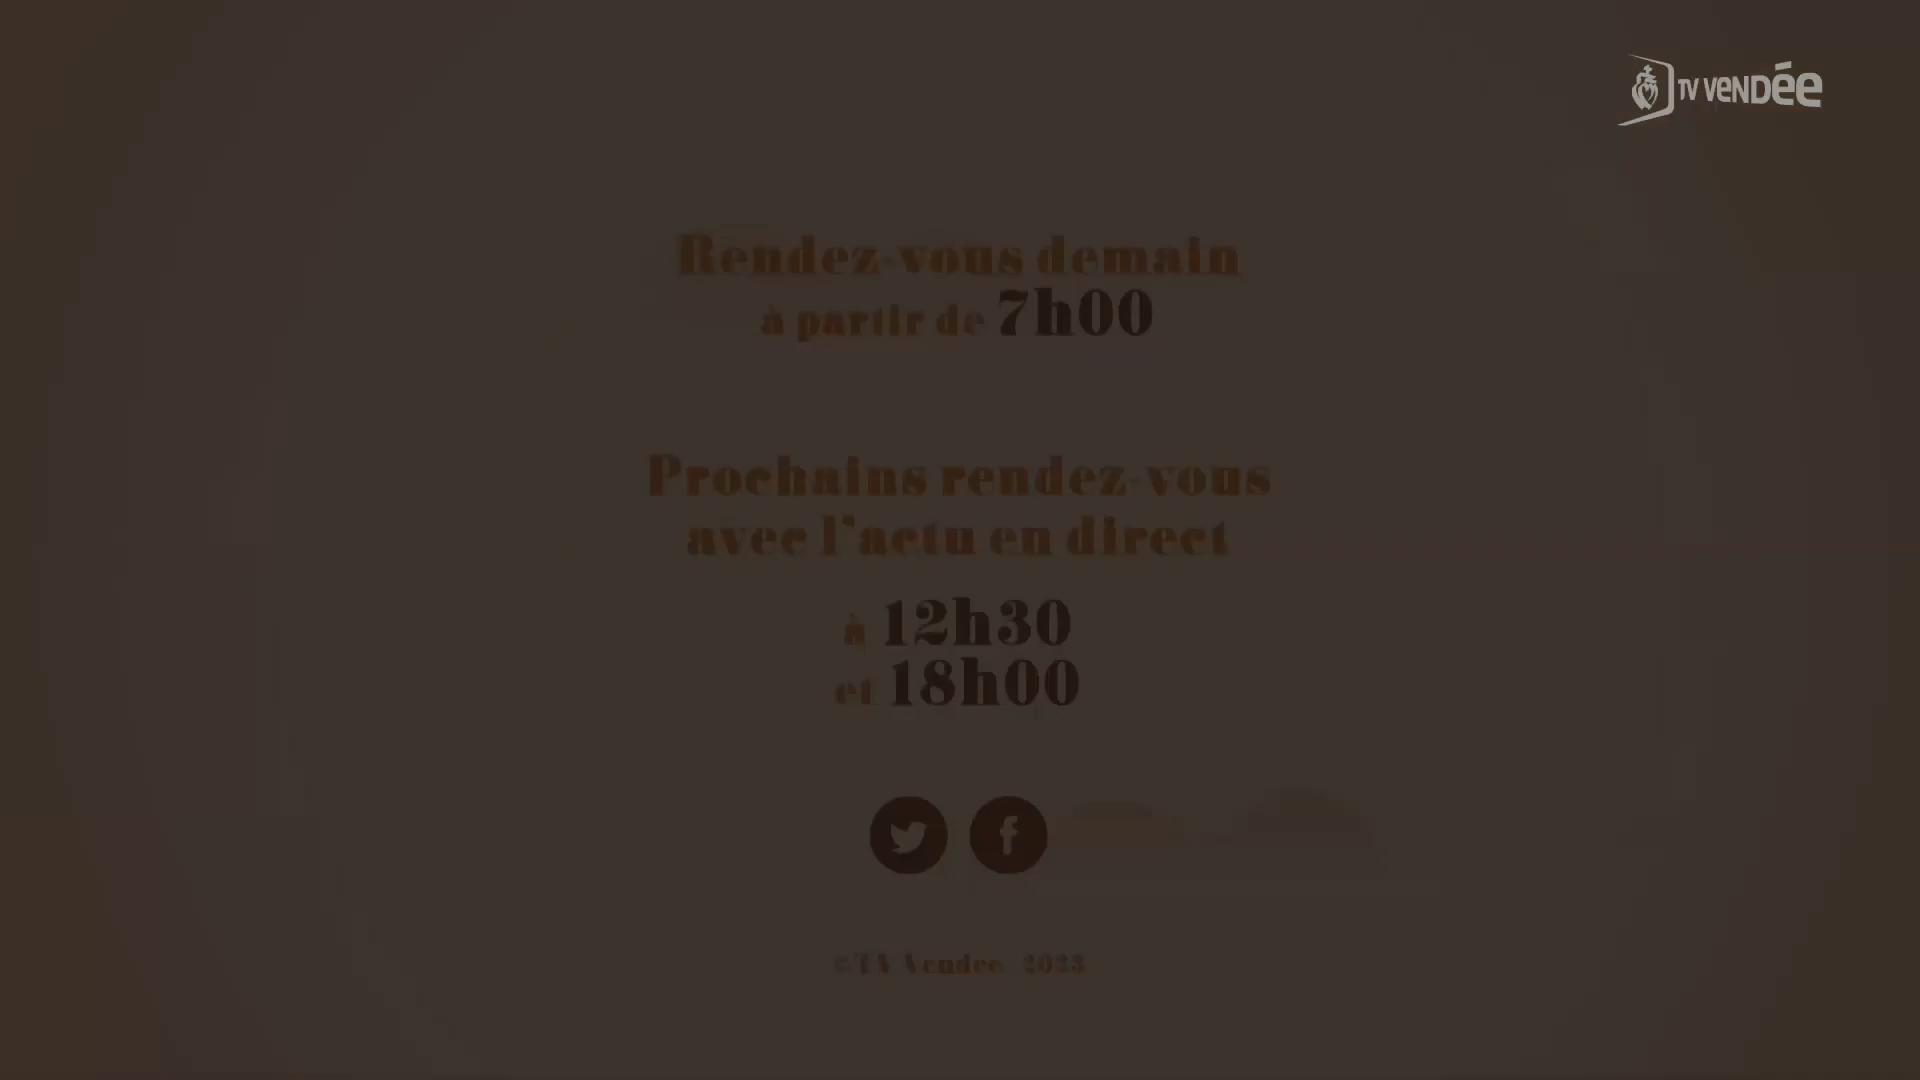 TV VENDÉE
Rendez-vous demain
à partir de 7h00
Prochains rendez-vous
avec l'actu en direct
à 12h30
et 18h00
©TV Vendée 2023